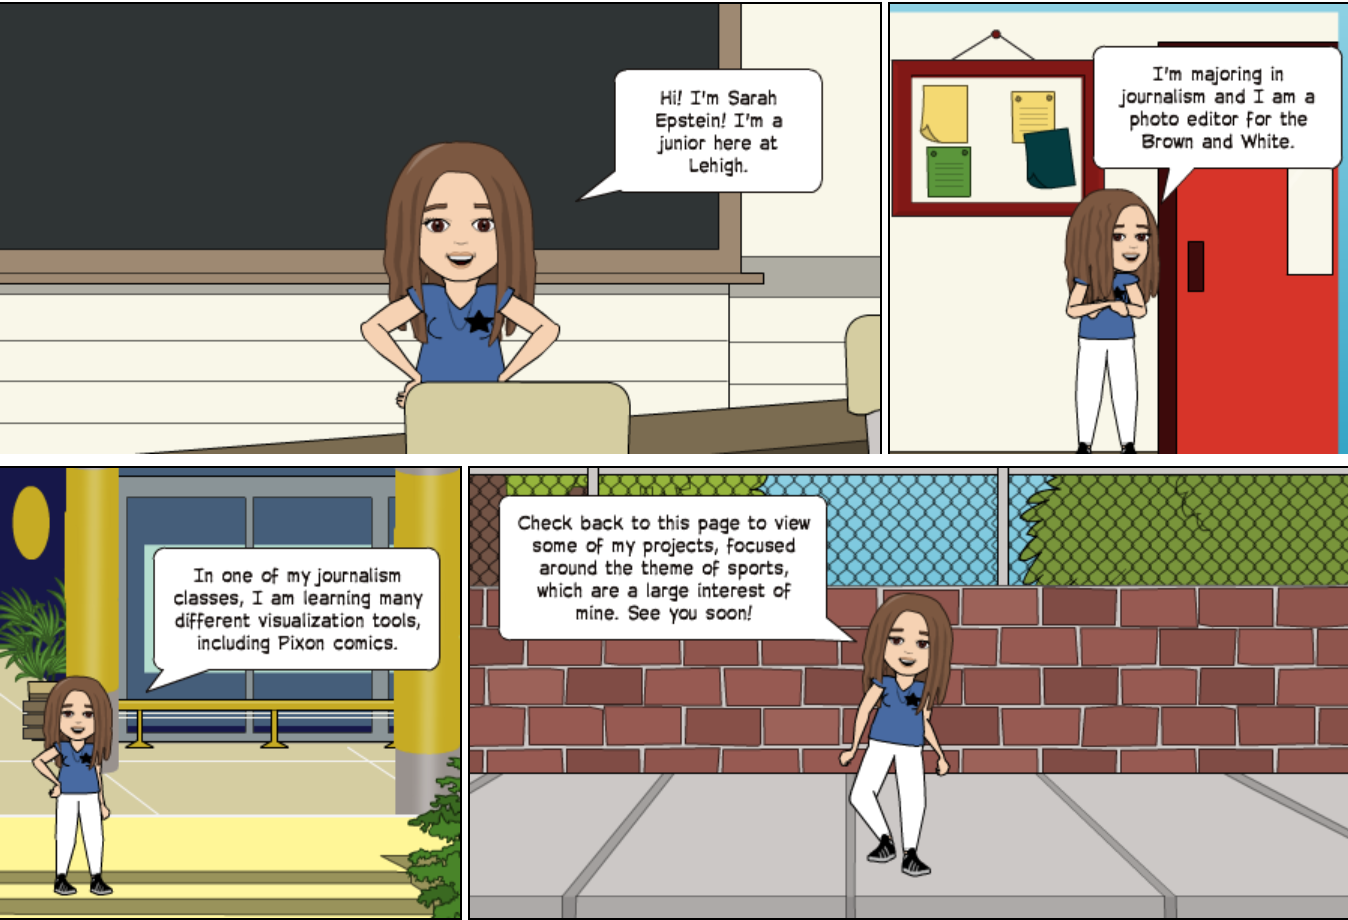 Hi! I'm Sarah
Epstein! I'm a
junior here at
Lehigh.
I'm majoring in
journalism and I am a
photo editor for the
Brown and White.
In one of my journalism
classes, I am learning many
different visualization tools,
including Pixon comics.
Check back to this page to view
some of my projects, focused
around the theme of sports,
which are a large interest of
mine. See you soon!